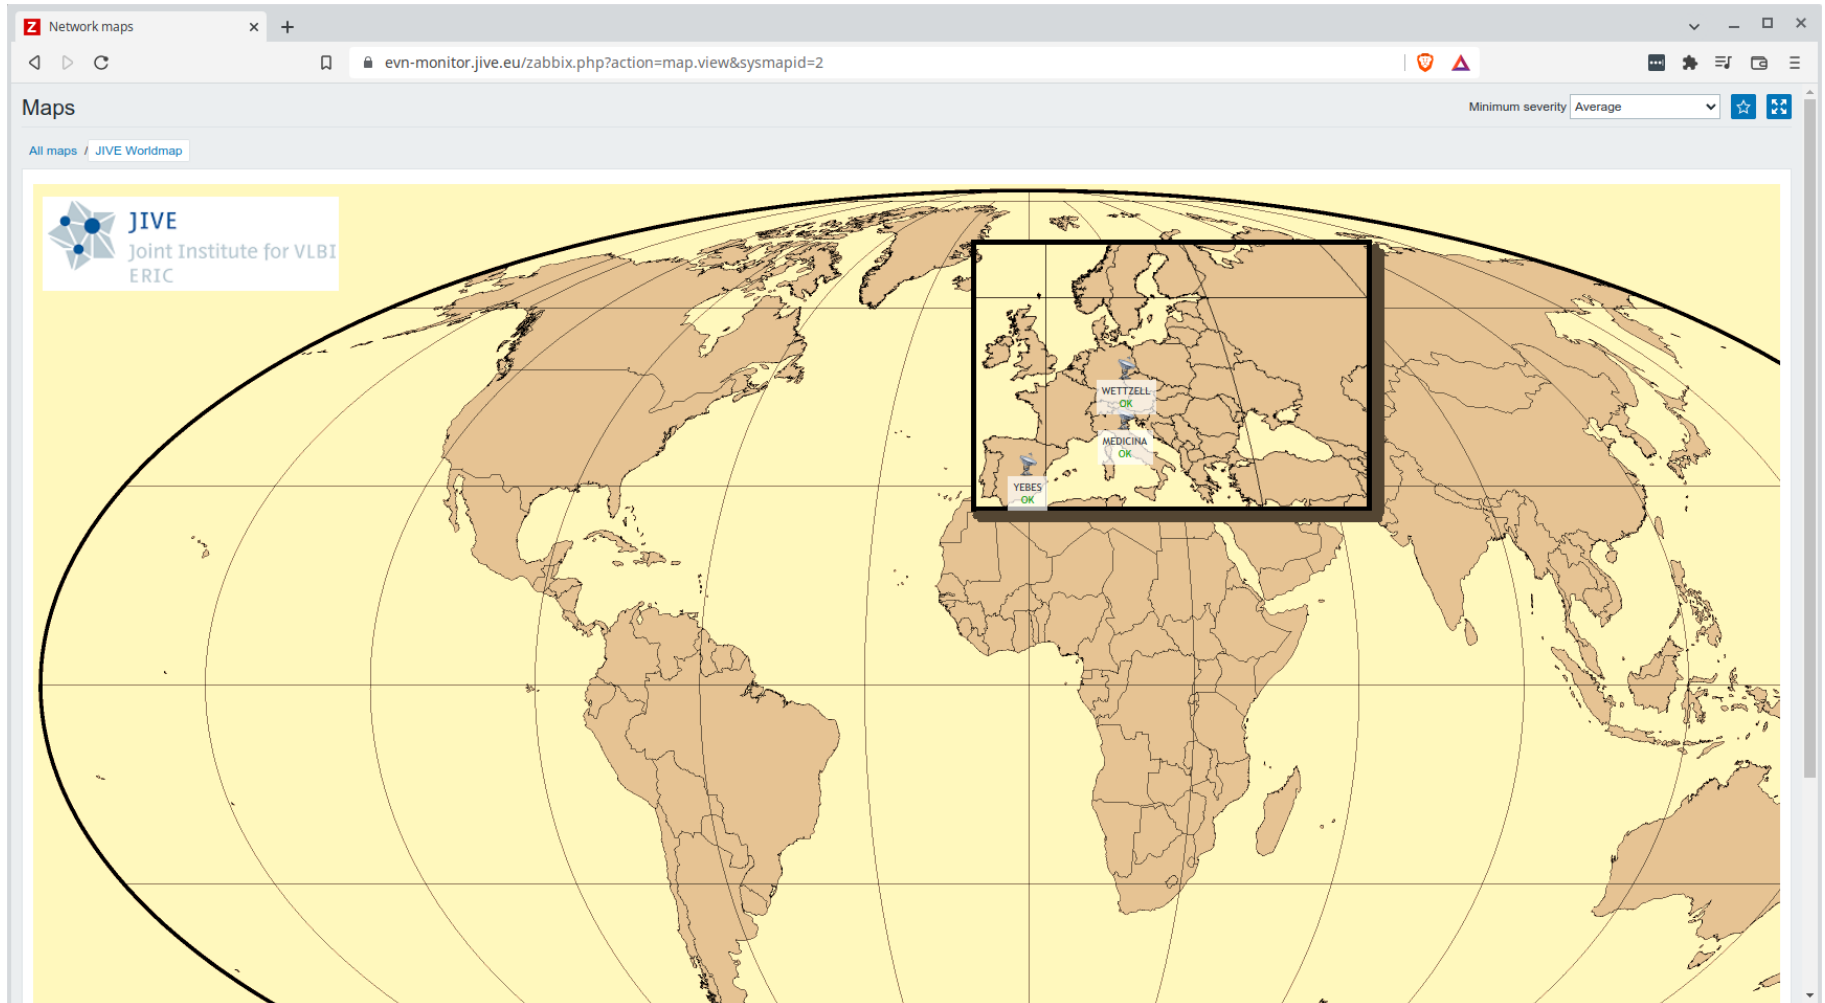 Network maps
evn-monitor.jive.eu/zabbix.php?action=map.view&sysmapid=2
Maps
Minimum severity Average
All maps / JIVE Worldmap
JIVE
Joint Institute for VLBI
ERIC
WETTZELL
OK
MEDICINA
OK
YEBES
OK